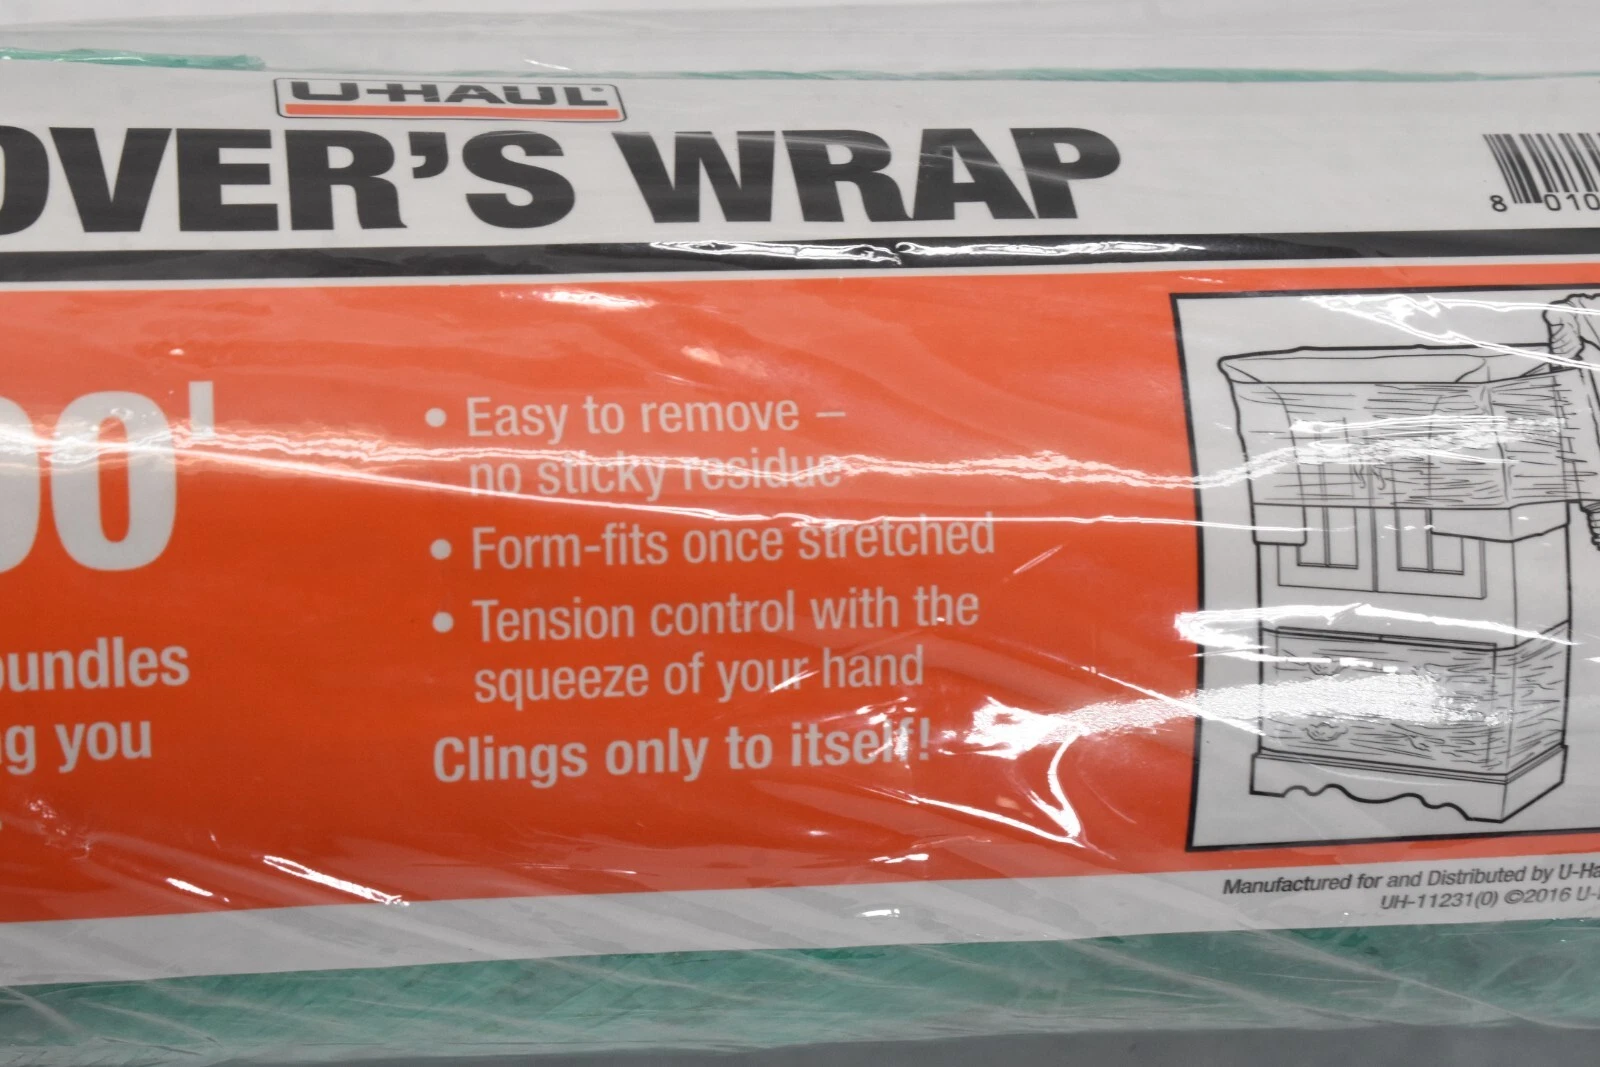 U-HAUL®
OVER'S WRAP
8 010
00'
• Easy to remove –
no sticky residue
• Form-fits once stretched
• Tension control with the
squeeze of your hand
Clings only to itself!
bundles
ng you
Manufactured for and Distributed by U-Ha
UH-11231(0) ©2016 U-